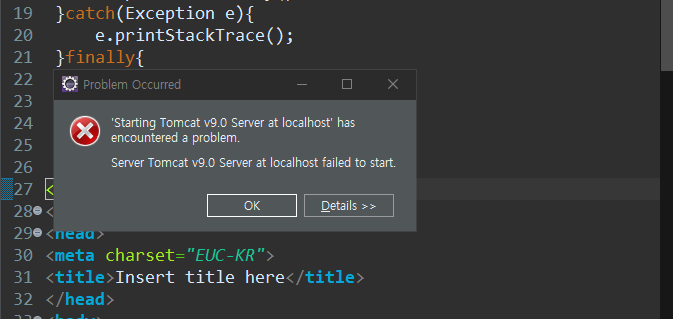 19 }catch(Exception e){
20 e.printStackTrace();
21 }finally{
22
Problem Occurred
23
'Starting Tomcat v9.0 Server at localhost' has
24
encountered a problem.
25
Server Tomcat v9.0 Server at localhost failed to start.
26
27 <
OK
Details >>
28 <
29 <head>
30 <meta charset="EUC-KR">
31 <title>Insert title here</title>
32 </head>